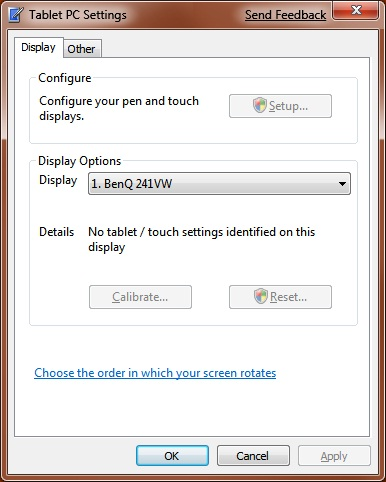 Tablet PC Settings
Send Feedback
Display
Other
Configure
Configure your pen and touch
displays.
Setup...
Display Options
Display
1. BenQ 241VW
Details
No tablet / touch settings identified on this
display
Calibrate...
Reset...
Choose the order in which your screen rotates
OK
Cancel
Apply